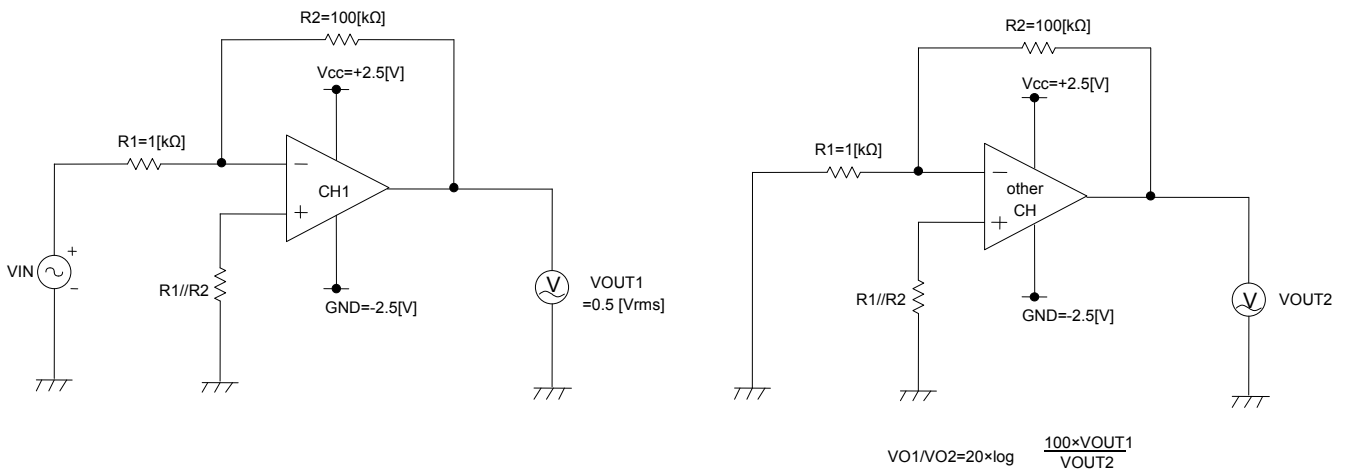 R2=100[kΩ]
Vcc=+2.5[V]
R1=1[kΩ]
−
CH1
+
VIN
+
−
R1//R2
GND=-2.5[V]
V
VOUT1
=0.5 [Vrms]
R2=100[kΩ]
Vcc=+2.5[V]
R1=1[kΩ]
−
other
CH
+
R1//R2
GND=-2.5[V]
V
VOUT2
VO1/VO2=20×log 100×VOUT1
VOUT2